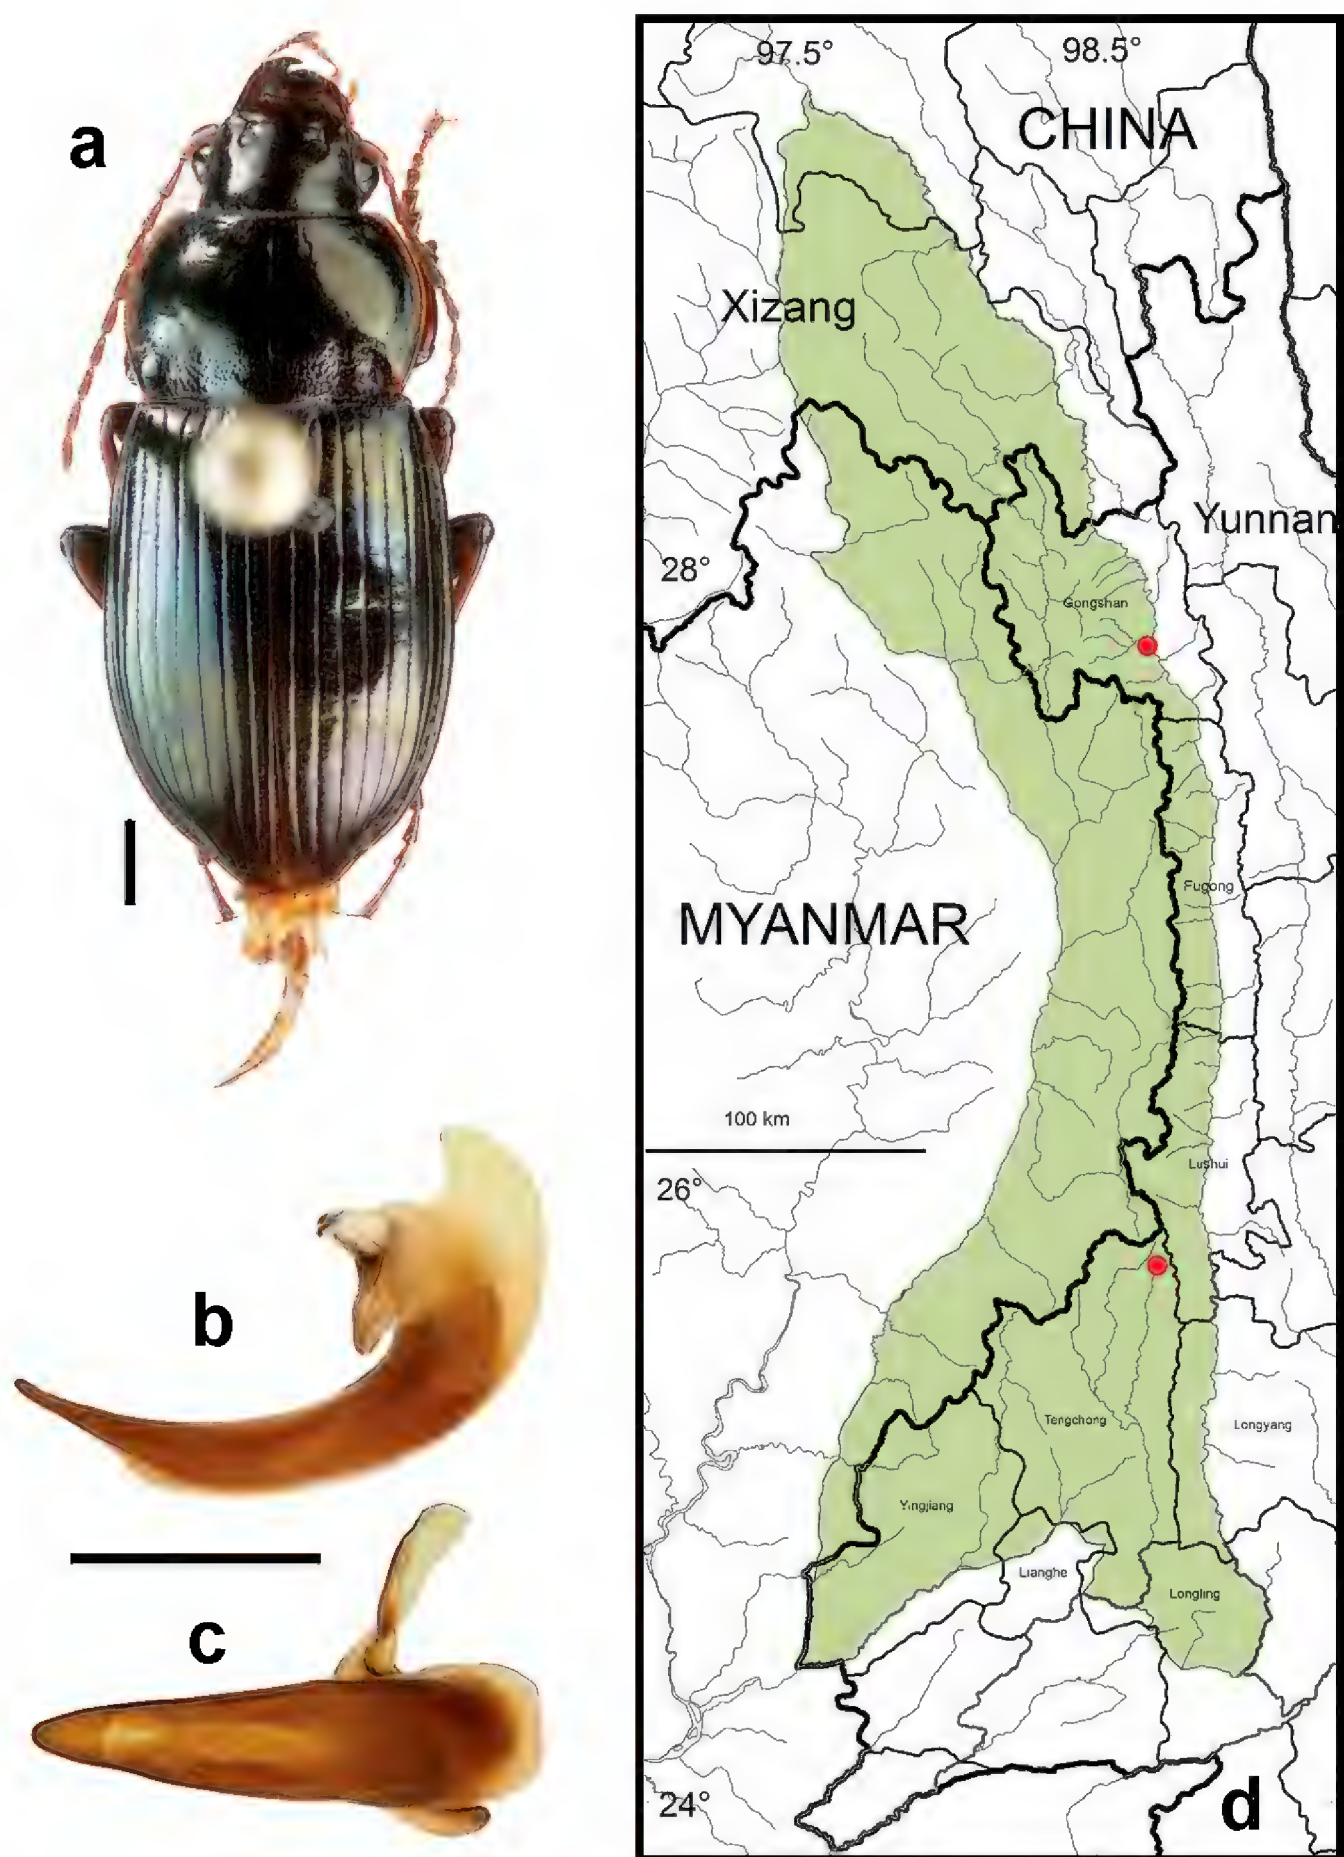 a
b
c
97.5°
98.5°
CHINA
Xizang
Yunnan
28°
Gongshan
Fugong
MYANMAR
100 km
26°
Lushui
Tengchong
Longyang
Yingjiang
Lianghe
Longling
24°
d